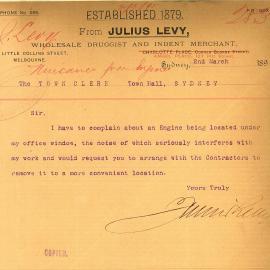 ESTABLISHED 1879.
From JULIUS LEVY,
WHOLESALE DRUGGIST AND INDENT MERCHANT,
LITTLE COLLINS STREET,
MELBOURNE.
Sydney, 2nd March 189
The TOWN CLERK Town Hall, SYDNEY
Sir.
I have to complain about an Engine being located under
my office window, the noise of which seriously interferes with
my work and would request you to arrange with the Contractors to
remove it to a more convenient location.
Yours Truly
COPIED.